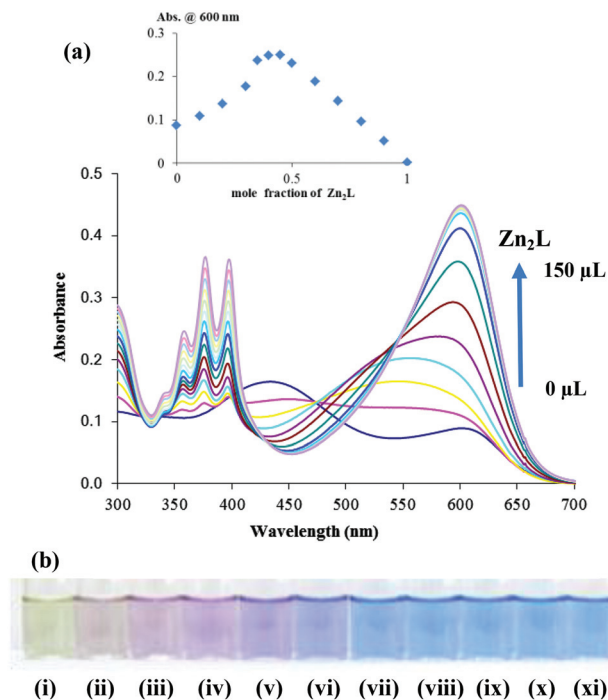 Abs. @ 600 nm
(a)
0.3
0.2
0.1
0
0
0.5
1
mole fraction of Zn₂L
0.5
0.4
0.3
0.2
0.1
0.0
Absorbance
Zn₂L
150 µL
0 µL
300
350
400
450
500
550
600
650
700
Wavelength (nm)
(b)
(i) (ii) (iii) (iv) (v) (vi) (vii) (viii) (ix) (x) (xi)